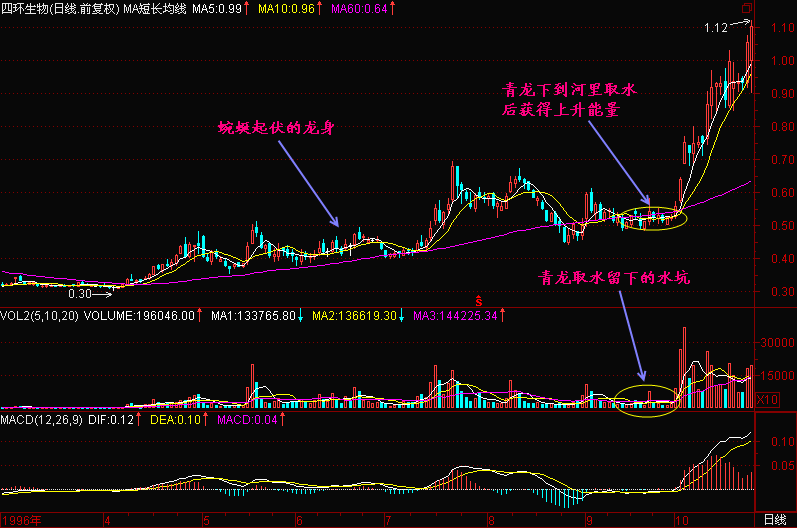 四环生物(日线.前复权) MA短长均线 MA5:0.99↑ MA10:0.96↑ MA60:0.64↑
1.12
1.10
1.00
青龙下到河里取水
后获得上升能量
0.90
0.80
蜿蜒起伏的龙身
0.70
0.60
0.50
0.40
青龙取水留下的水坑
0.30
0.30
Ŝ
VOL2(5,10,20) VOLUME:196046.00↑ MA1:133765.80↓ MA2:136619.30↓ MA3:144225.34↑
30000
15000
X10
MACD(12,26,9) DIF:0.12↑ DEA:0.10↑ MACD:0.04↑
0.10
0.05
1996年 4 5 6 7 8 9 10 日线